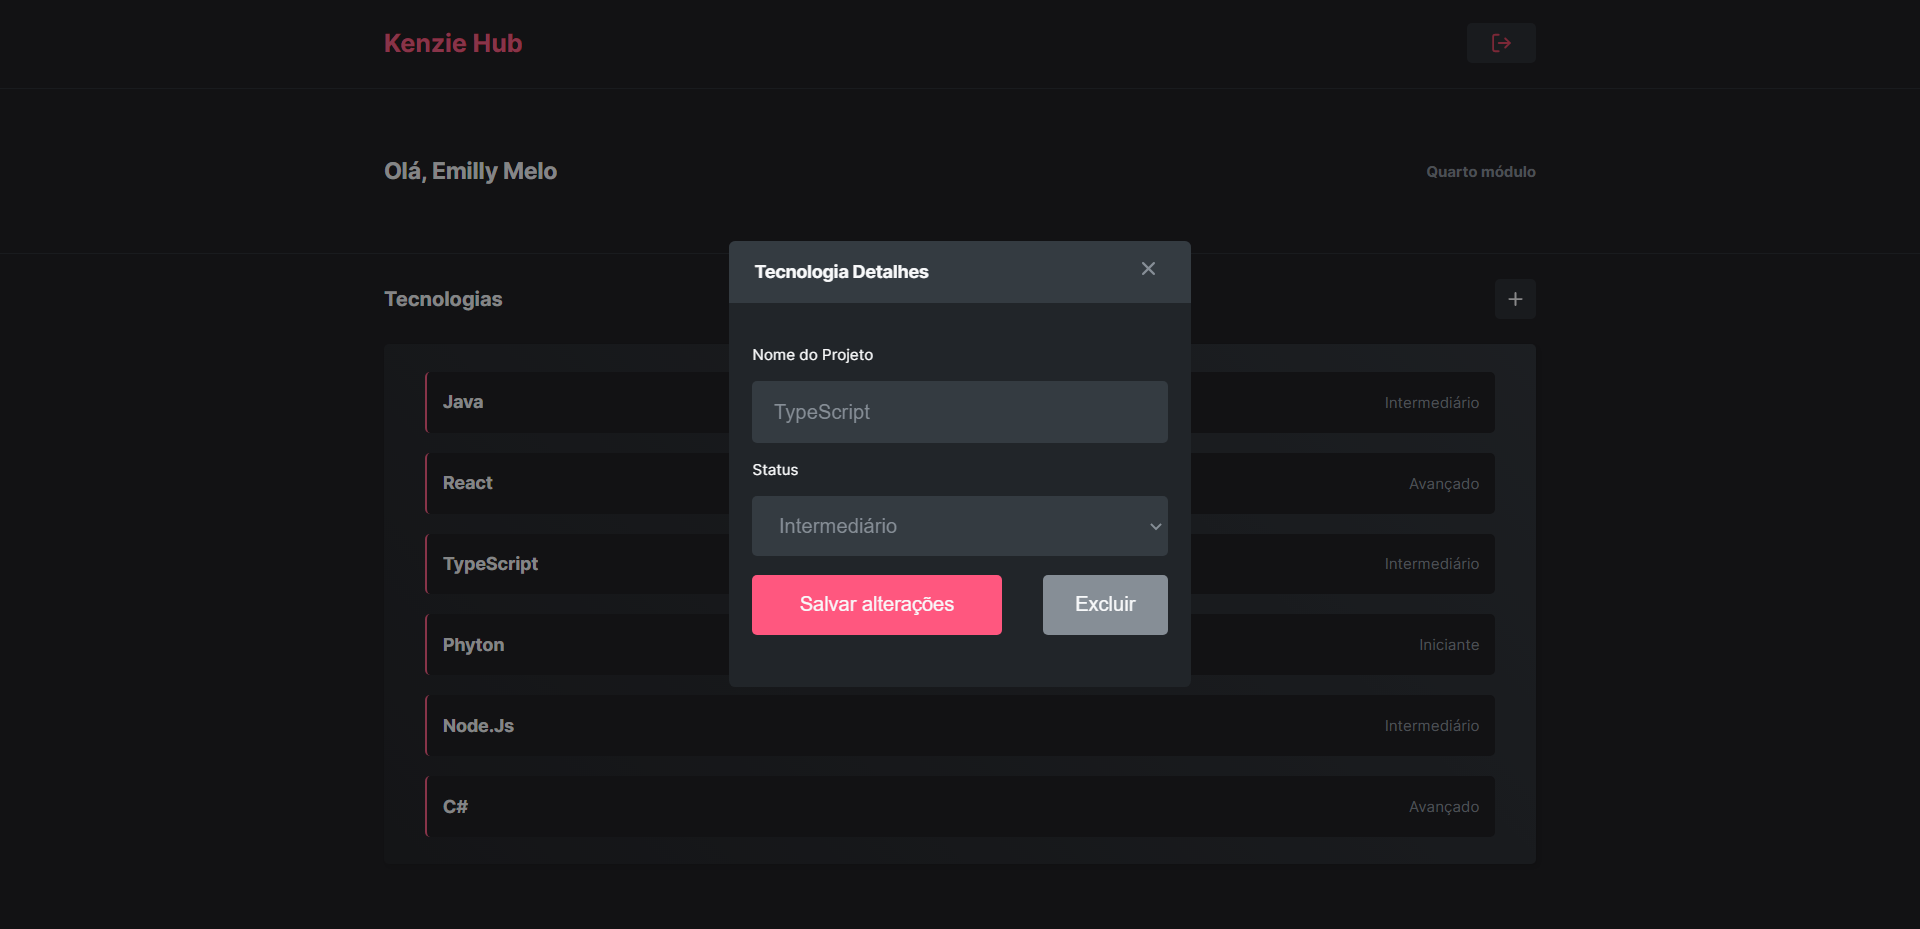 Kenzie Hub
Olá, Emilly Melo
Quarto módulo
Tecnologias
Java
Intermediário
React
Avançado
TypeScript
Intermediário
Phyton
Iniciante
Node.Js
Intermediário
C#
Avançado
Tecnologia Detalhes
Nome do Projeto
TypeScript
Status
Intermediário
Salvar alterações
Excluir